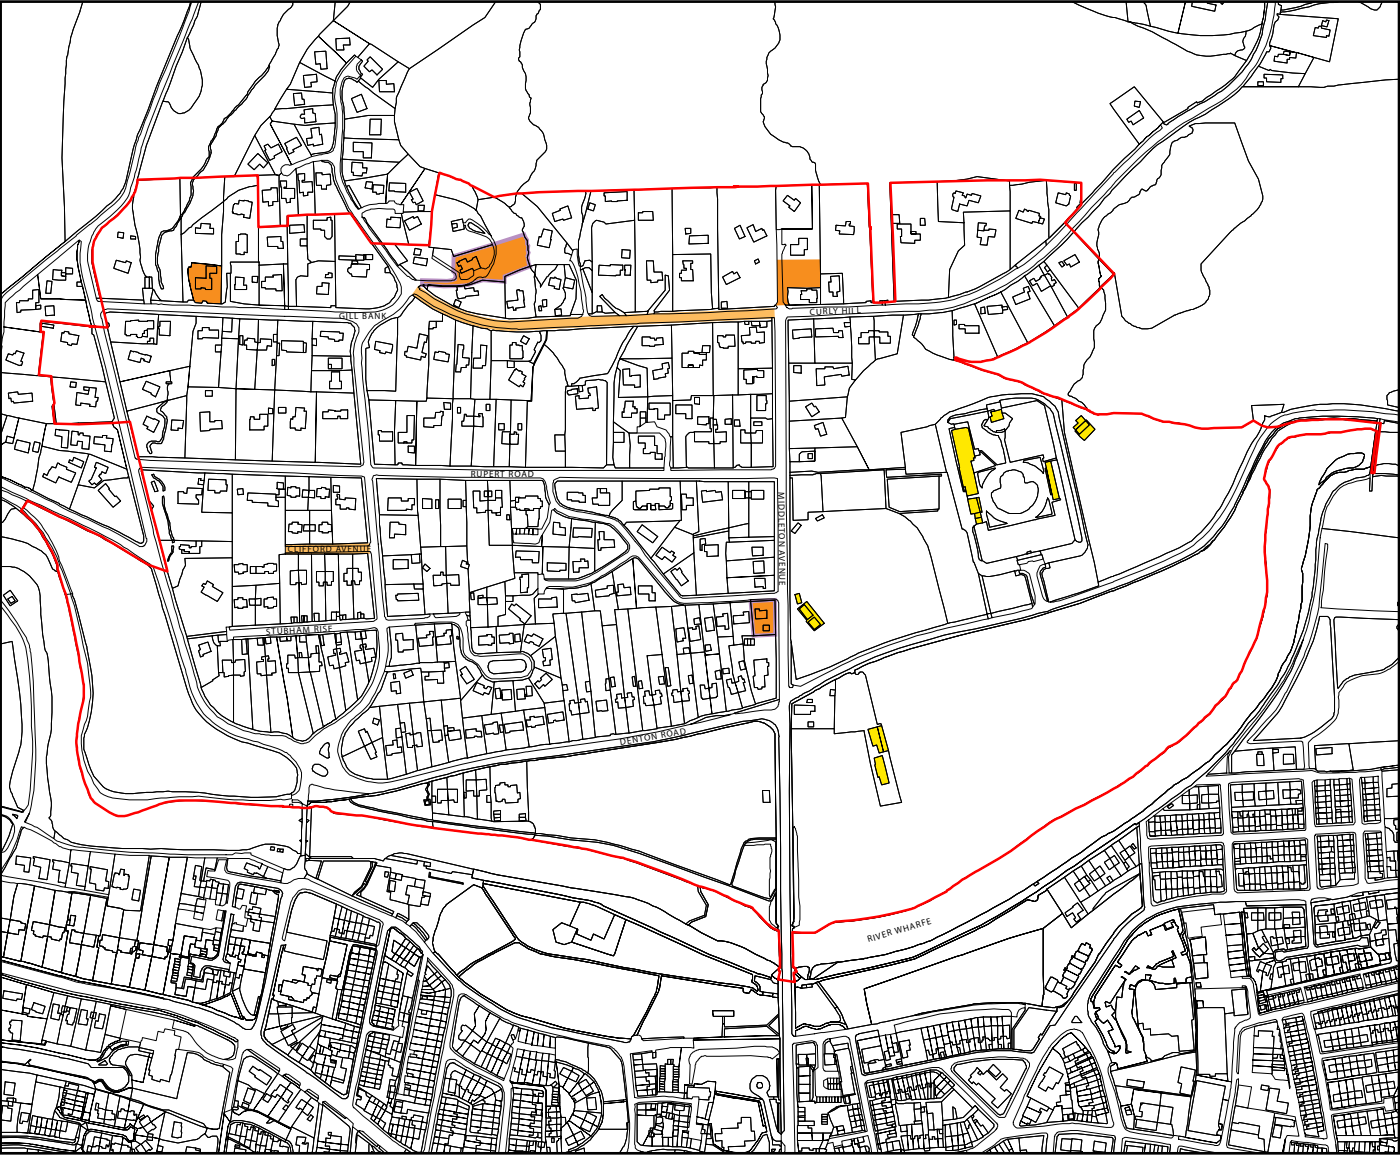 GILL BANK
CURLY HILL
RUPERT ROAD
MIDDLETON AVENUE
CLIFFORD AVENUE
STUBHAM RISE
DENTON ROAD
RIVER WHARFE